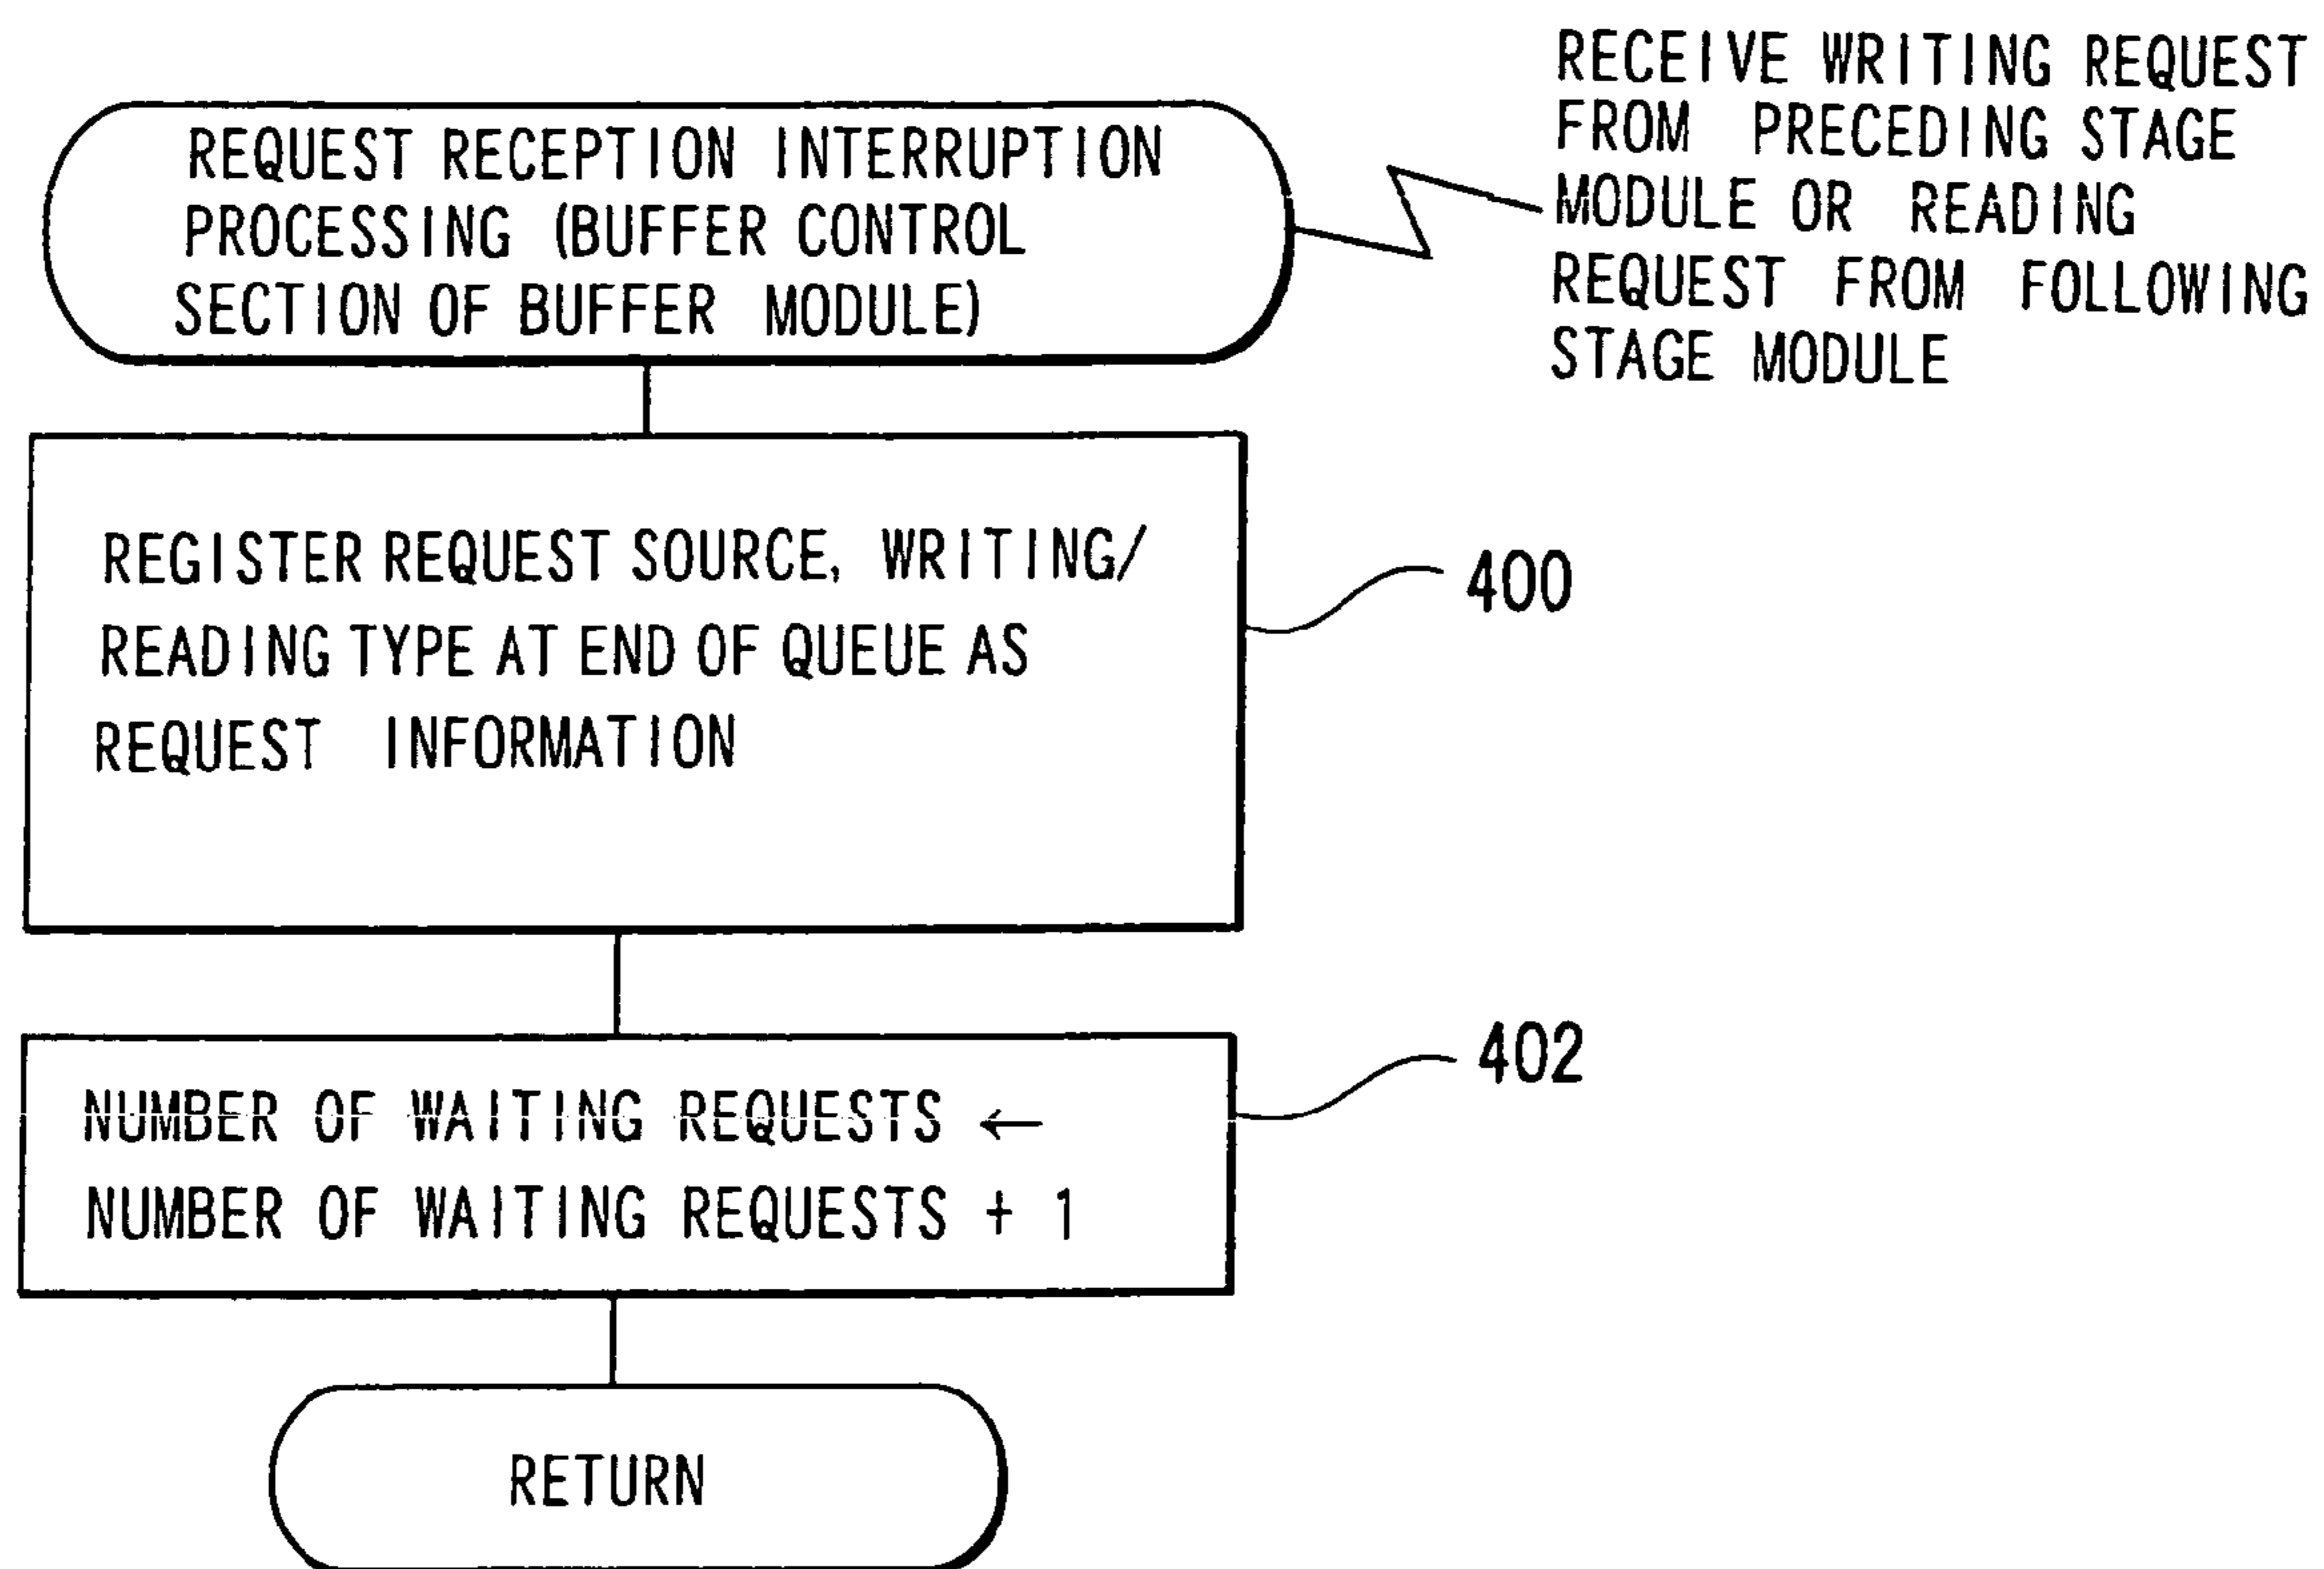 REQUEST RECEPTION INTERRUPTION
PROCESSING (BUFFER CONTROL
SECTION OF BUFFER MODULE)
RECEIVE WRITING REQUEST
FROM PRECEDING STAGE
MODULE OR READING
REQUEST FROM FOLLOWING
STAGE MODULE
REGISTER REQUEST SOURCE, WRITING/
READING TYPE AT END OF QUEUE AS
REQUEST INFORMATION
400
NUMBER OF WAITING REQUESTS ←
NUMBER OF WAITING REQUESTS + 1
402
RETURN